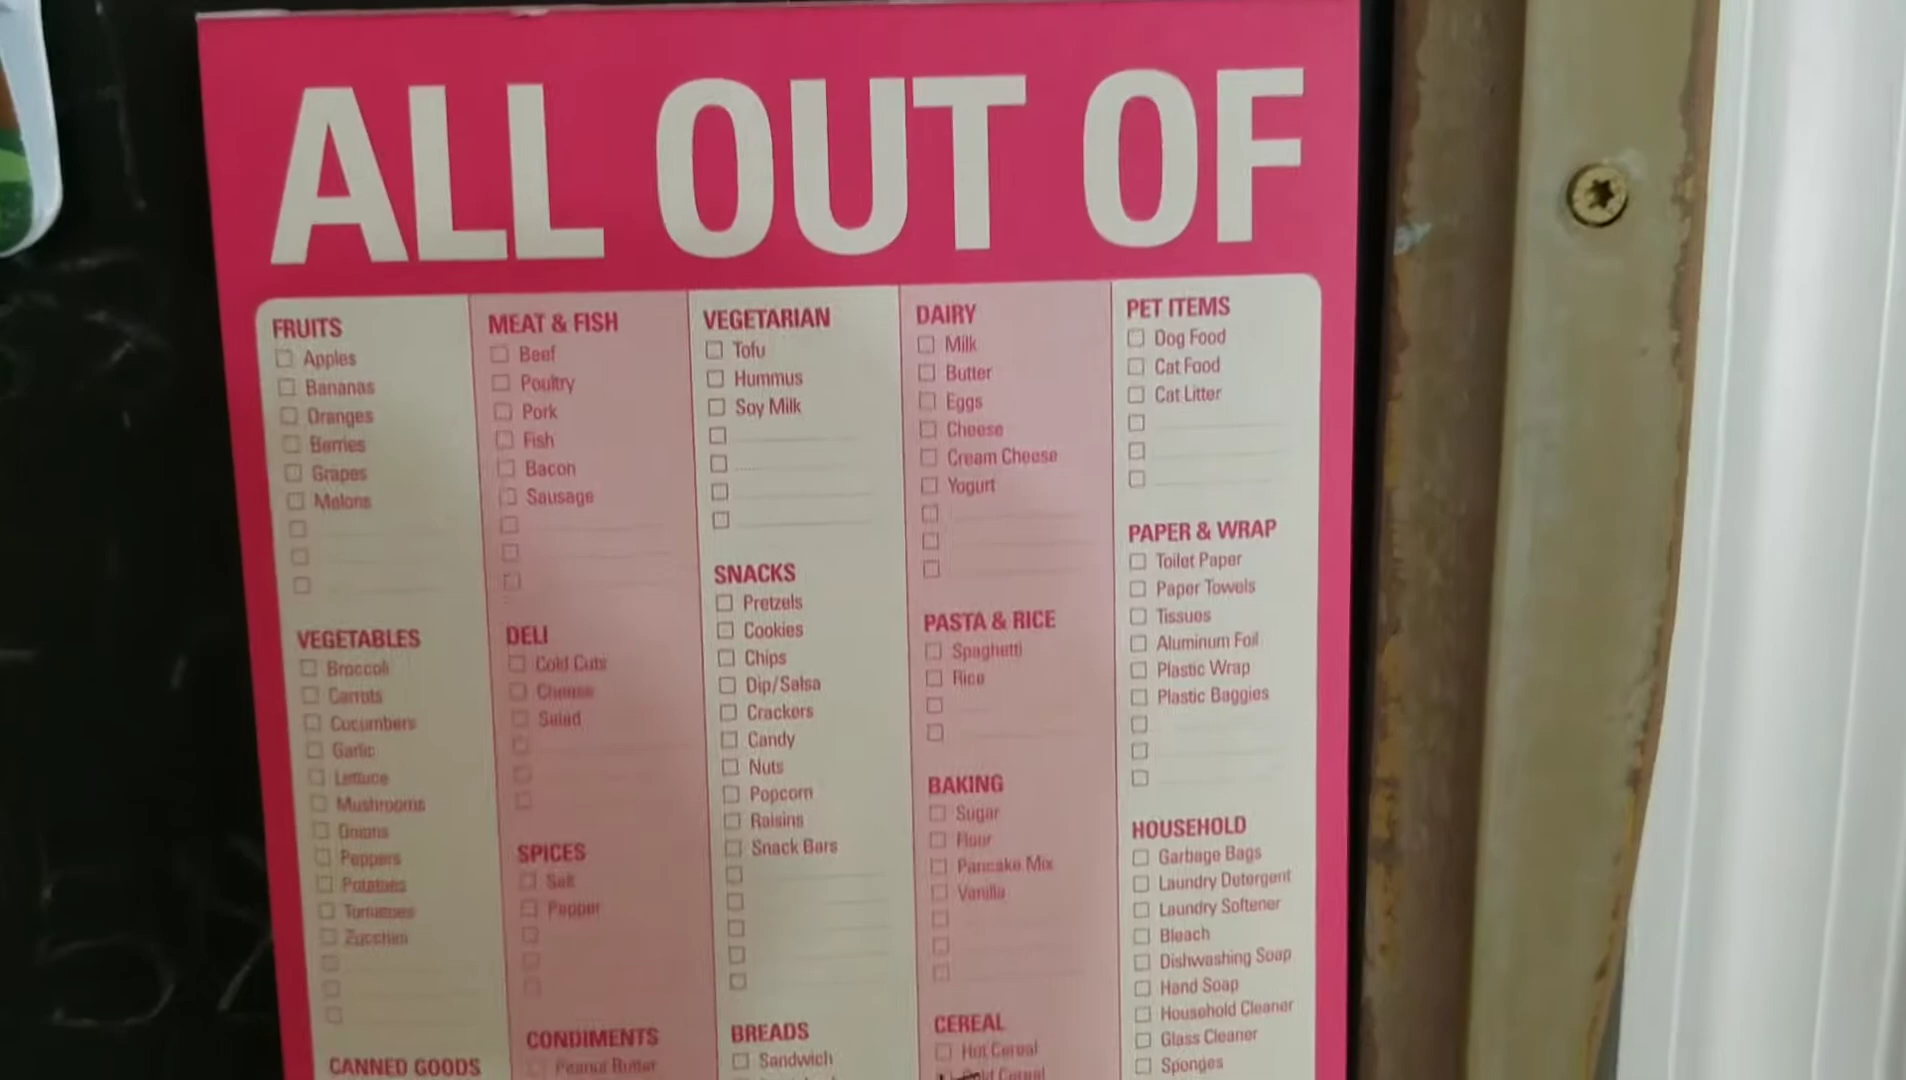 ALL OUT OF
FRUITS
Apples
Bananas
Oranges
Berries
Grapes
Melons
VEGETABLES
Broccoli
Carrots
Cucumbers
Garlic
Lettuce
Mushrooms
Onions
Peppers
Potatoes
Tomatoes
Zucchini
CANNED GOODS
MEAT & FISH
Beef
Poultry
Pork
Fish
Bacon
Sausage
DELI
Cold Cuts
Cheese
Salad
SPICES
Salt
Pepper
CONDIMENTS
Peanut Butter
VEGETARIAN
Tofu
Hummus
Soy Milk
SNACKS
Pretzels
Cookies
Chips
Dip/Salsa
Crackers
Candy
Nuts
Popcorn
Raisins
Snack Bars
BREADS
Sandwich
DAIRY
Milk
Butter
Eggs
Cheese
Cream Cheese
Yogurt
PASTA & RICE
Spaghetti
Rice
BAKING
Sugar
Flour
Pancake Mix
Vanilla
CEREAL
Hot Cereal
Cold Cereal
PET ITEMS
Dog Food
Cat Food
Cat Litter
PAPER & WRAP
Toilet Paper
Paper Towels
Tissues
Aluminum Foil
Plastic Wrap
Plastic Baggies
HOUSEHOLD
Garbage Bags
Laundry Detergent
Laundry Softener
Bleach
Dishwashing Soap
Hand Soap
Household Cleaner
Glass Cleaner
Sponges